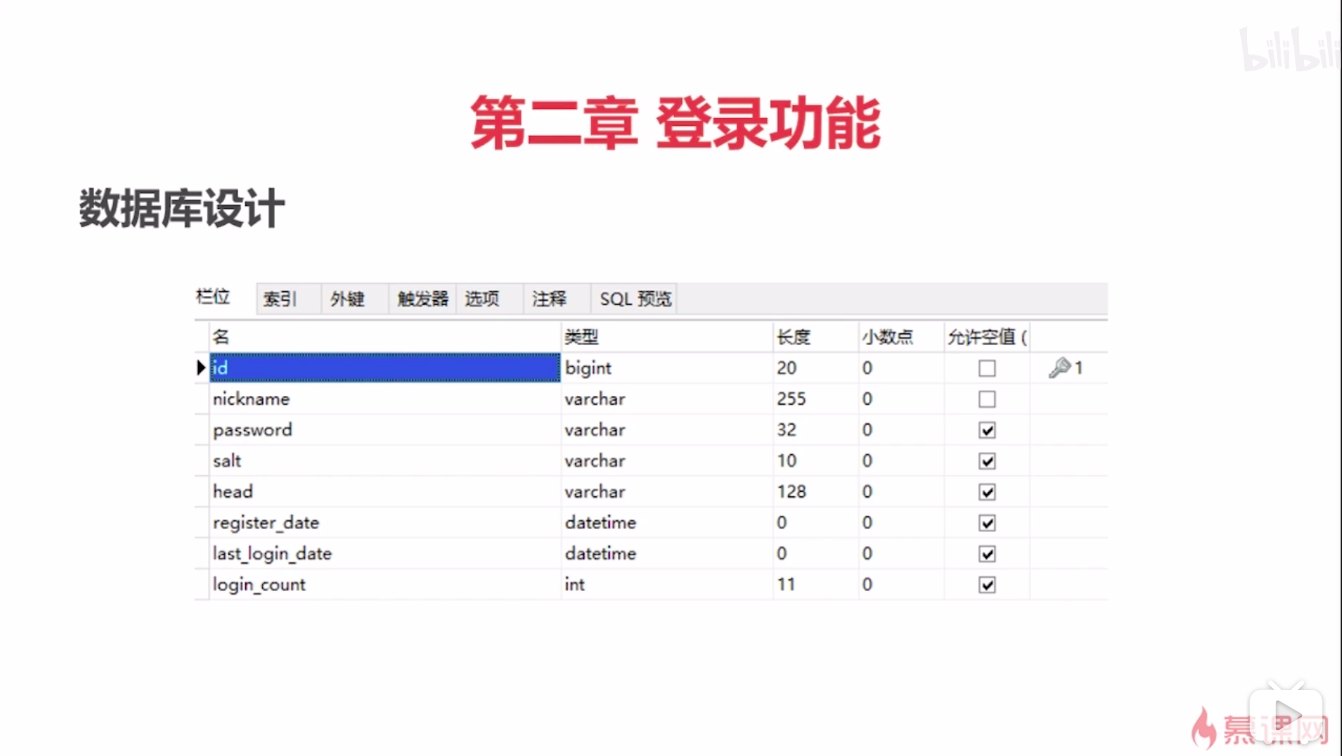 bilibili
第二章 登录功能
数据库设计
栏位 索引 外键 触发器 选项 注释 SQL 预览
名 类型 长度 小数点 允许空值 (
id bigint 20 0 1
nickname varchar 255 0
password varchar 32 0
salt varchar 10 0
head varchar 128 0
register_date datetime 0 0
last_login_date datetime 0 0
login_count int 11 0
慕课网